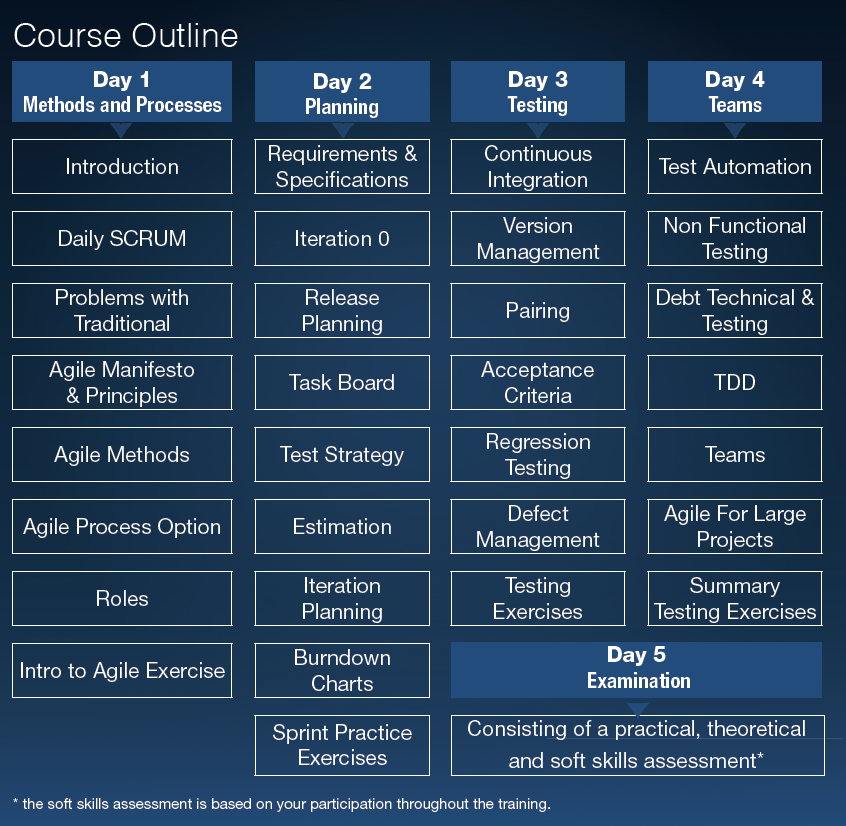 Course Outline
Day 1
Methods and Processes
Introduction
Daily SCRUM
Problems with
Traditional
Agile Manifesto
& Principles
Agile Methods
Agile Process Option
Roles
Intro to Agile Exercise
Day 2
Planning
Requirements &
Specifications
Iteration 0
Release
Planning
Task Board
Test Strategy
Estimation
Iteration
Planning
Burndown
Charts
Sprint Practice
Exercises
Day 3
Testing
Continuous
Integration
Version
Management
Pairing
Acceptance
Criteria
Regression
Testing
Defect
Management
Testing
Exercises
Day 4
Teams
Test Automation
Non Functional
Testing
Debt Technical &
Testing
TDD
Teams
Agile For Large
Projects
Summary
Testing Exercises
Day 5
Examination
Consisting of a practical, theoretical
and soft skills assessment*
* the soft skills assessment is based on your participation throughout the training.